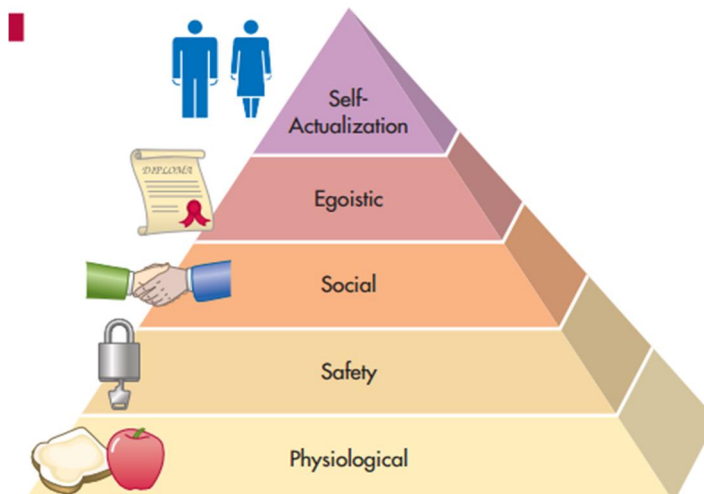 Self-
Actualization
DIPLOMA
Egoistic
Social
Safety
Physiological